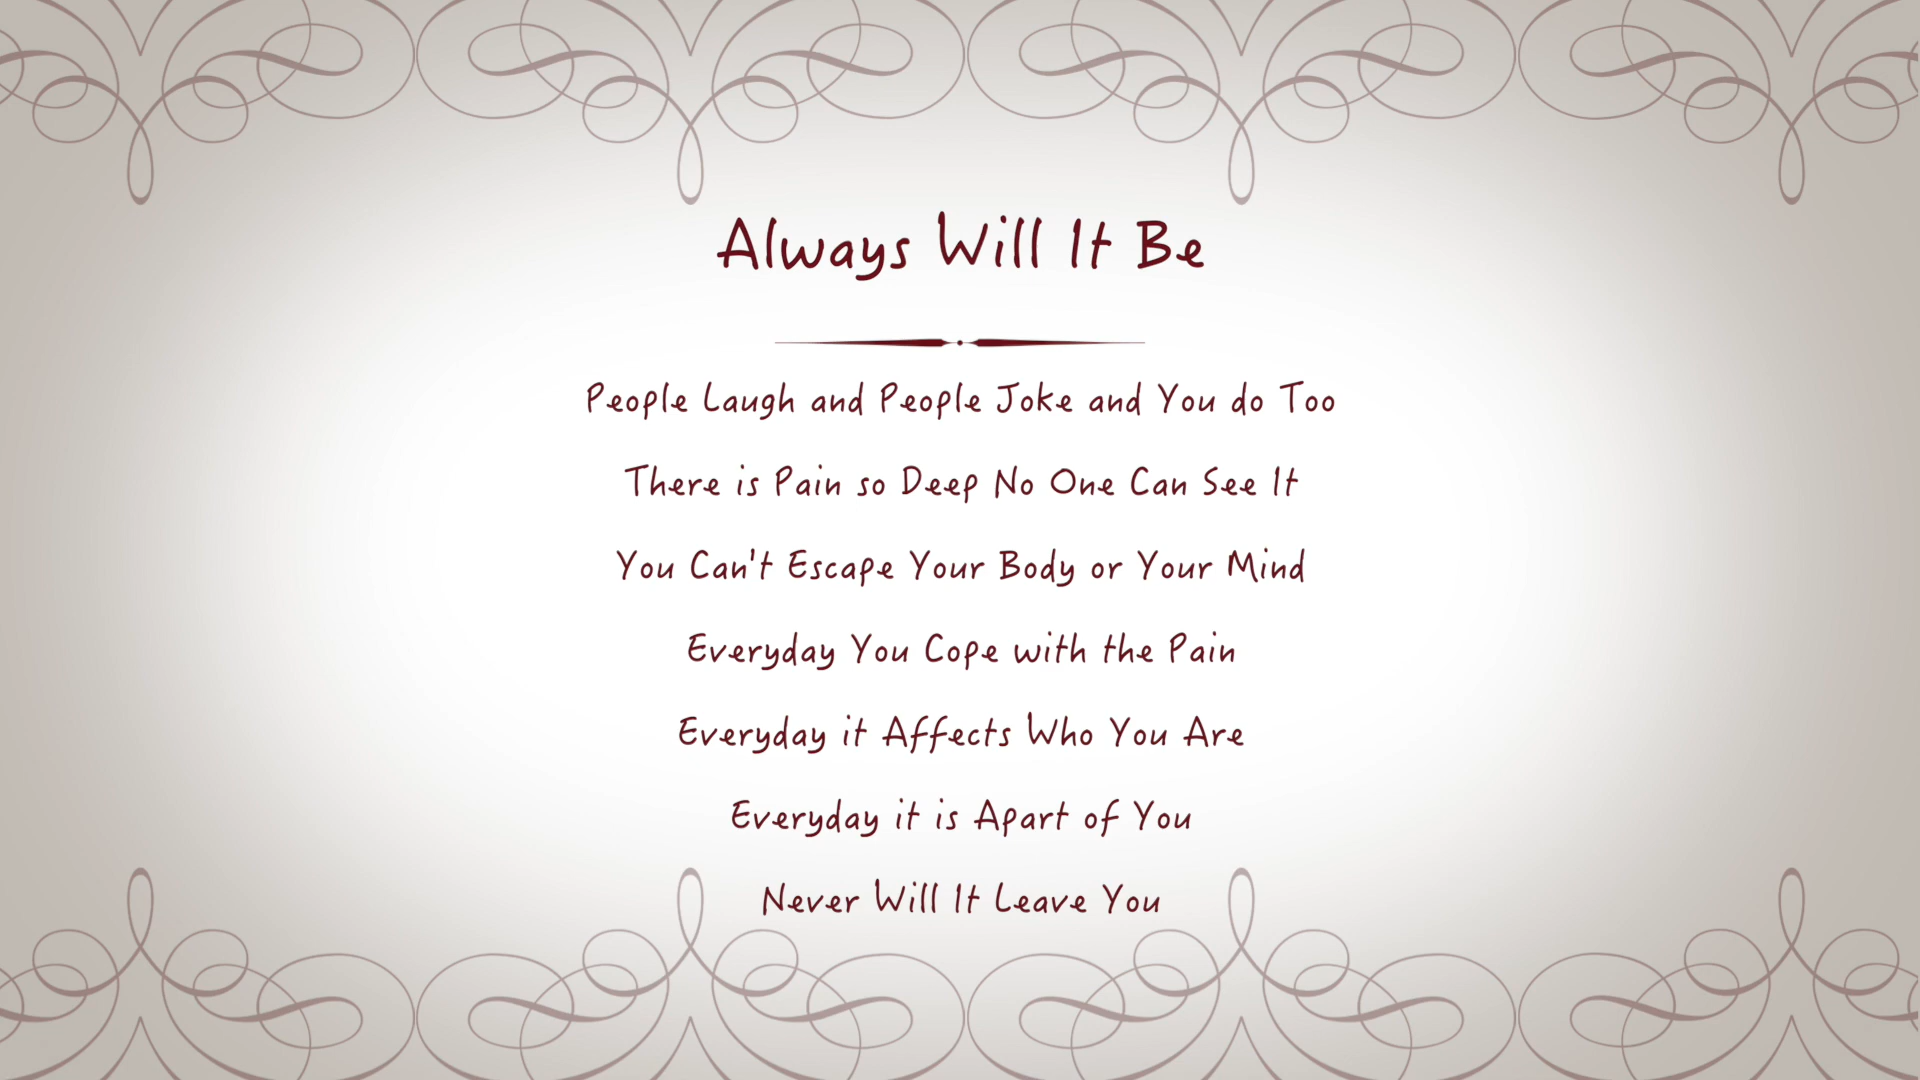 Always Will It Be
People Laugh and People Joke and You do Too
There is Pain so Deep No One Can See It
You Can't Escape Your Body or Your Mind
Everyday You Cope with the Pain
Everyday it Affects Who You Are
Everyday it is Apart of You
Never Will It Leave You